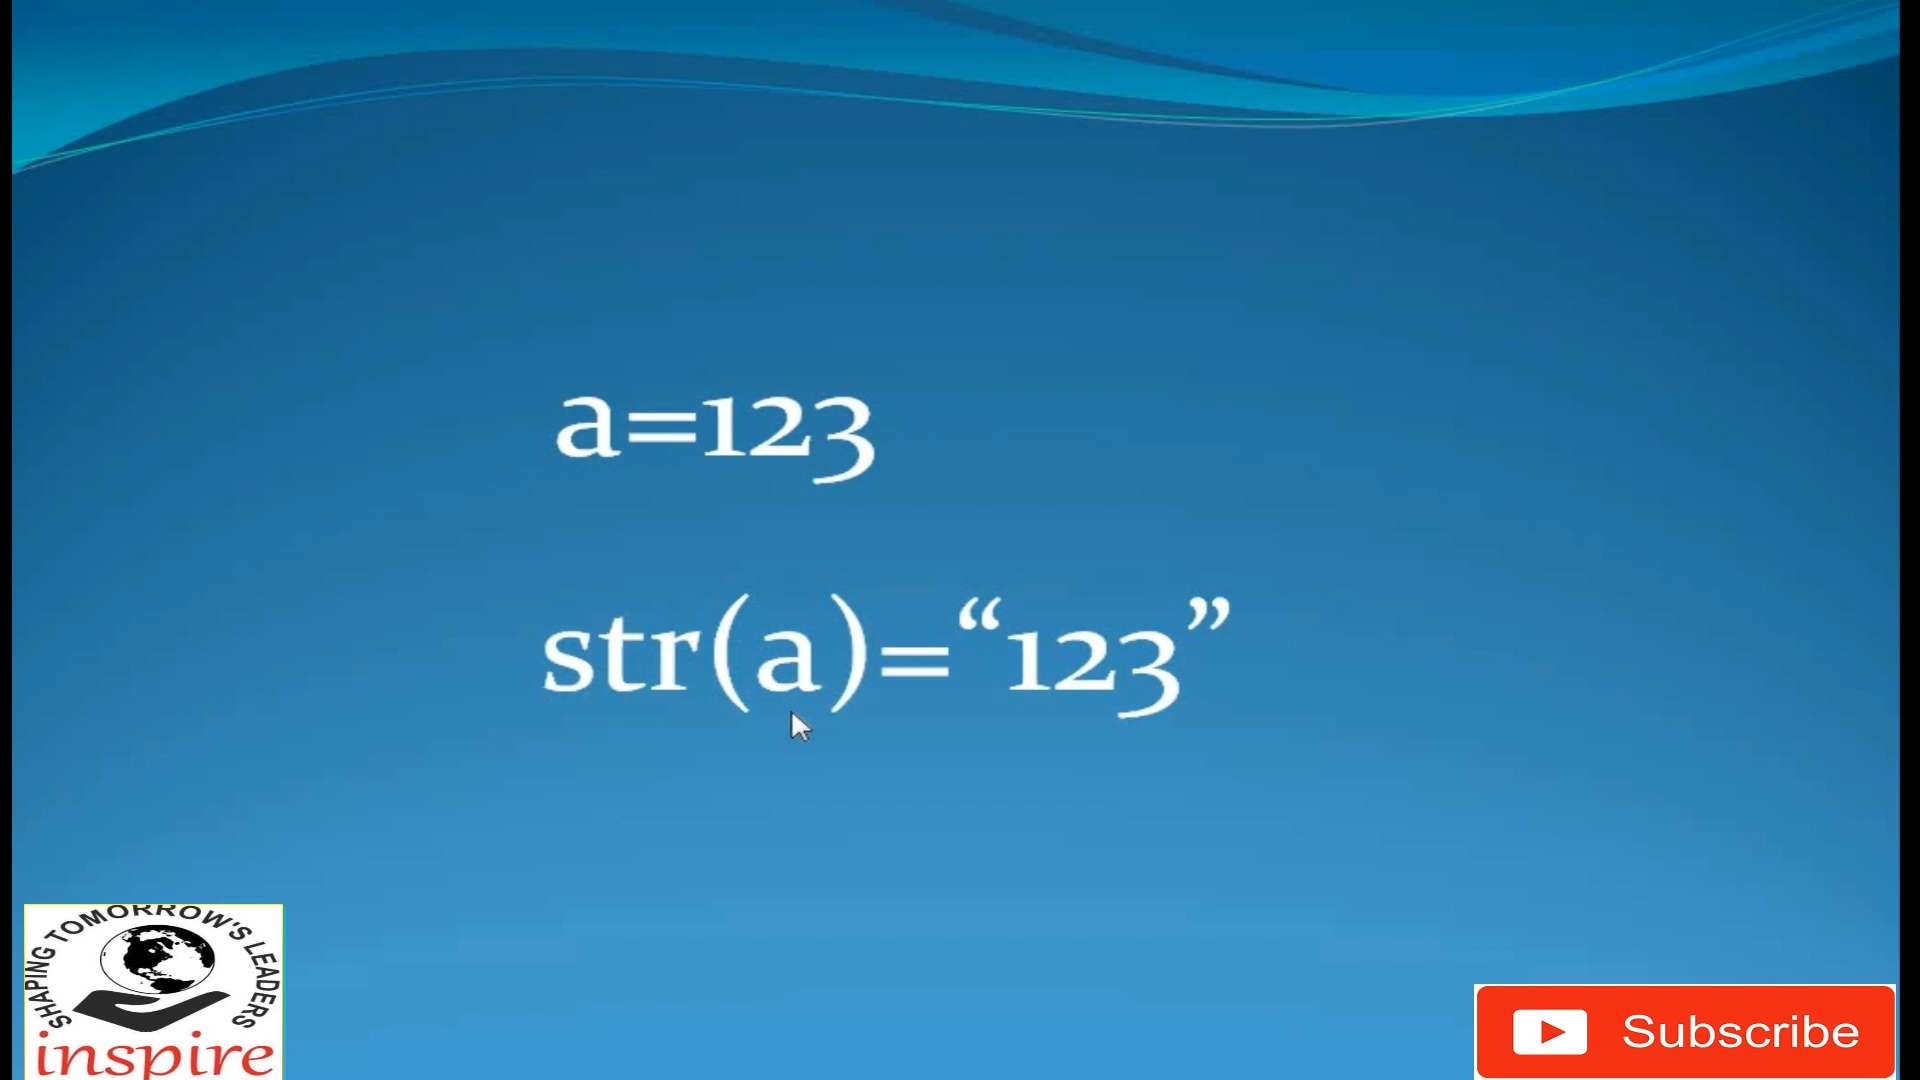 a=123
str(a)=“123”
SHAPING TOMORROW'S LEADERS
inspire
Subscribe